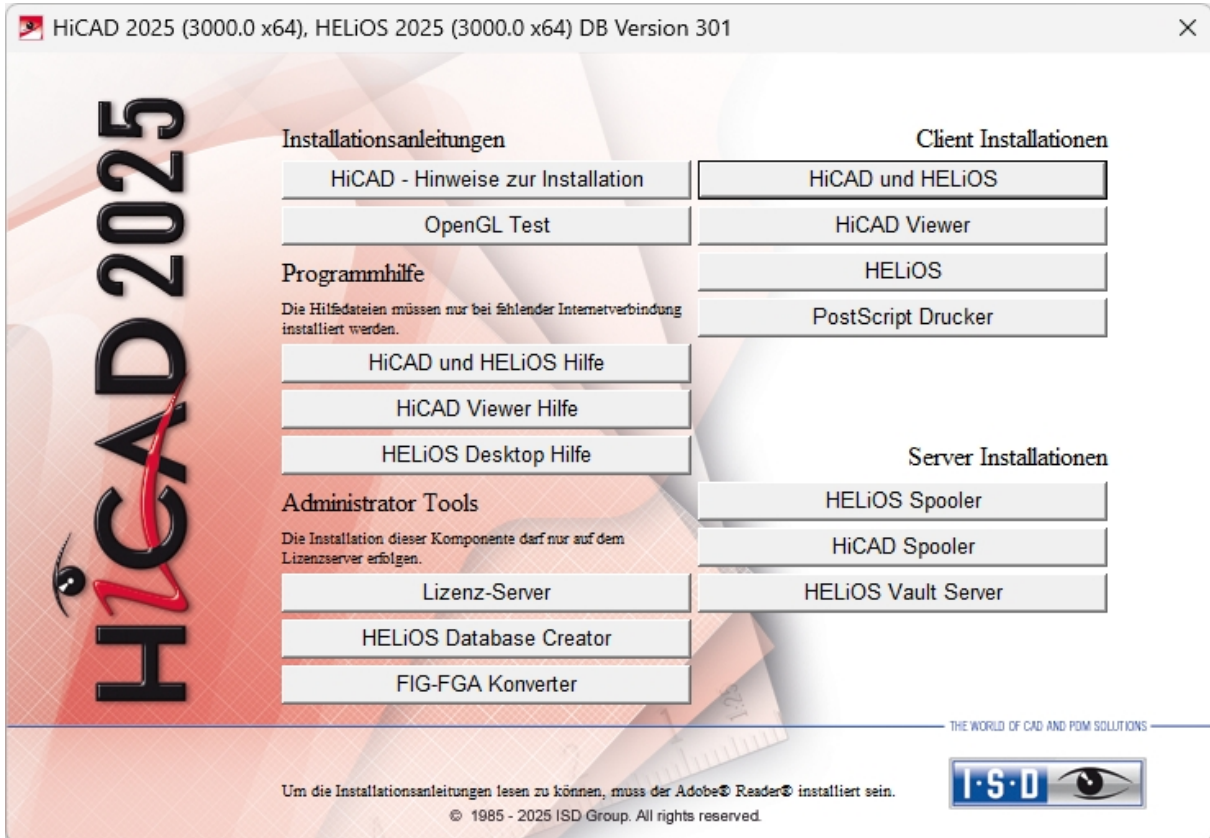 HiCAD 2025 (3000.0 x64), HELiOS 2025 (3000.0 x64) DB Version 301
HiCAD 2025
Installationsanleitungen
HiCAD - Hinweise zur Installation
OpenGL Test
Programmhilfe
Die Hilfedateien müssen nur bei fehlender Internetverbindung
installiert werden.
HiCAD und HELiOS Hilfe
HiCAD Viewer Hilfe
HELiOS Desktop Hilfe
Administrator Tools
Die Installation dieser Komponente darf nur auf dem
Lizenzserver erfolgen.
Lizenz-Server
HELiOS Database Creator
FIG-FGA Konverter
Client Installationen
HiCAD und HELiOS
HiCAD Viewer
HELiOS
PostScript Drucker
Server Installationen
HELiOS Spooler
HiCAD Spooler
HELiOS Vault Server
THE WORLD OF CAD AND PDM SOLUTIONS
I·S·D
Um die Installationsanleitungen lesen zu können, muss der Adobe® Reader® installiert sein.
© 1985 - 2025 ISD Group. All rights reserved.